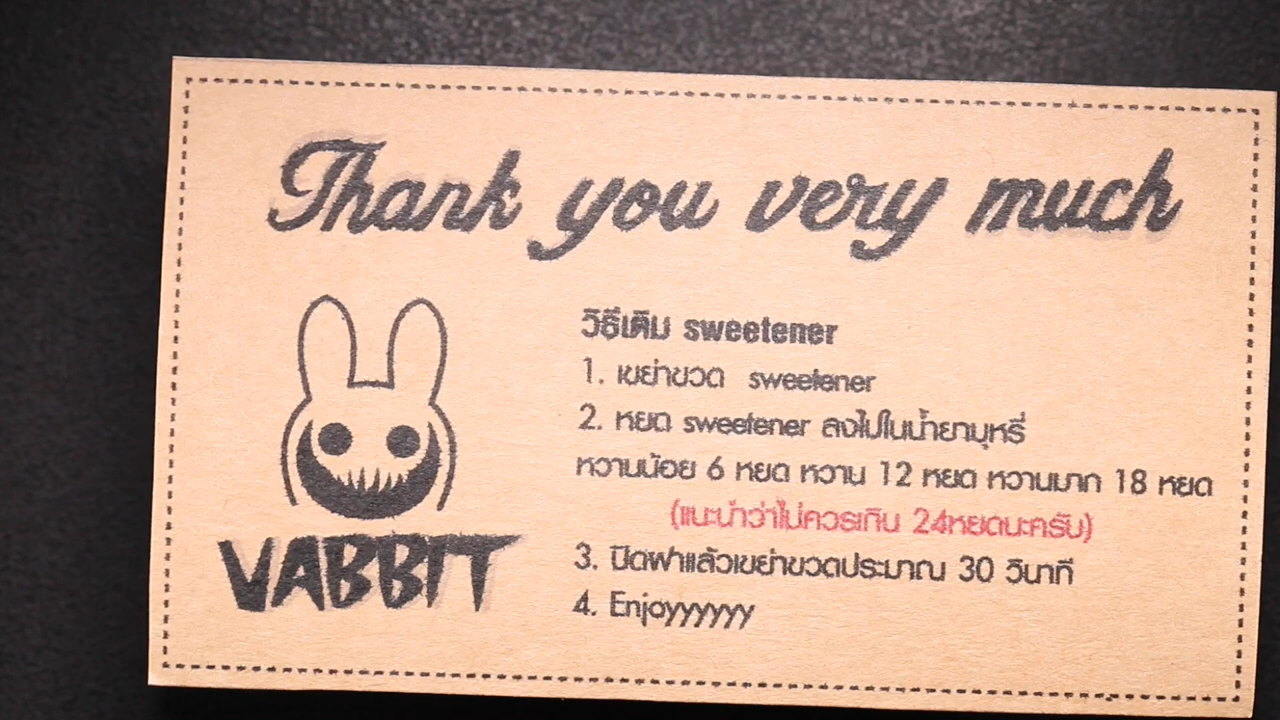 Thank you very much
วิธีเติม sweetener
1. เขย่าขวด sweetener
2. หยด sweetener ลงไปในน้ำยาบุหรี่
หวานน้อย 6 หยด หวาน 12 หยด หวานมาก 18 หยด
(แนะนำว่าไม่ควรเกิน 24หยดนะครับ)
3. ปิดฝาแล้วเขย่าขวดประมาณ 30 วินาที
4. Enjoyyyyyy
VABBIT